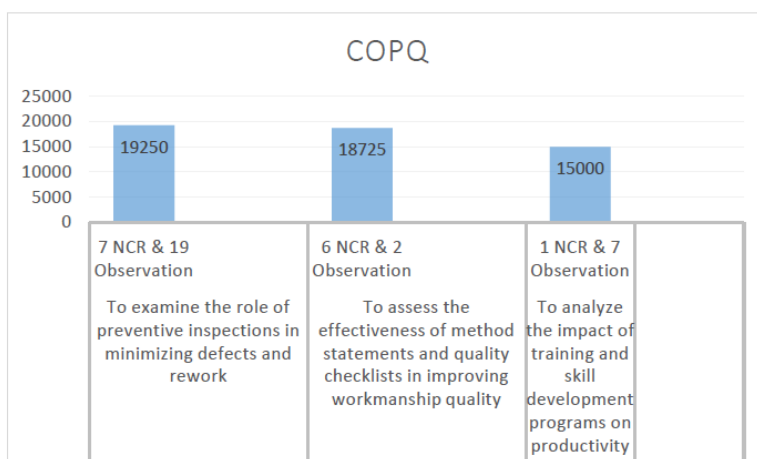 COPQ
25000
20000
15000
10000
5000
0
19250
18725
15000
7 NCR & 19
Observation
6 NCR & 2
Observation
1 NCR & 7
Observation
To examine the role of
preventive inspections in
minimizing defects and
rework
To assess the
effectiveness of method
statements and quality
checklists in improving
workmanship quality
To analyze
the impact of
training and
skill
development
programs on
productivity